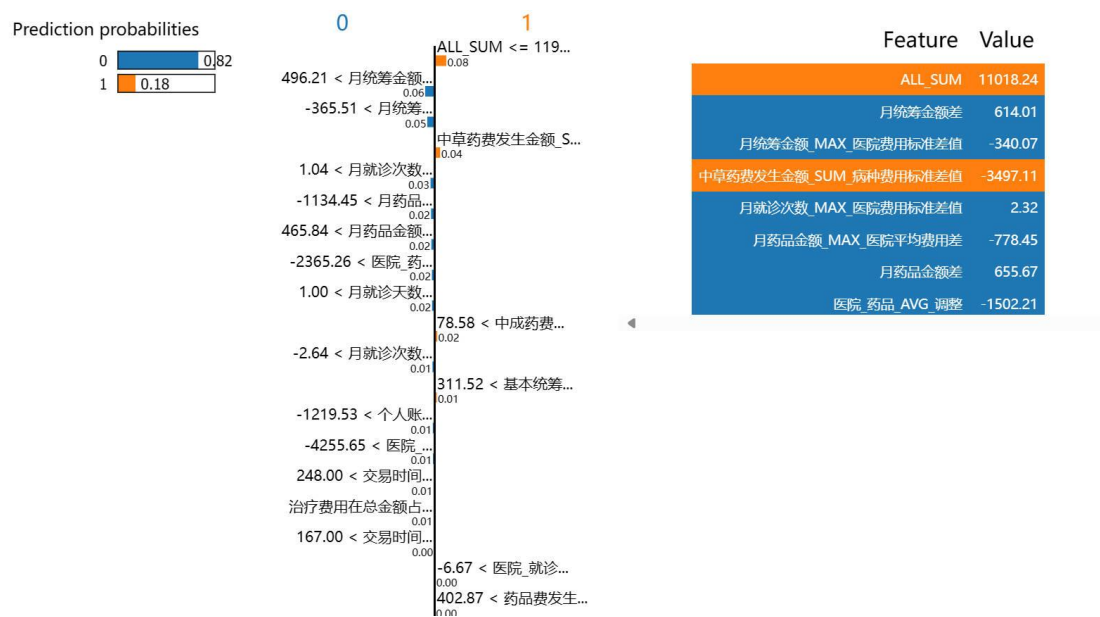 Prediction probabilities
0 0.82
1 0.18
0 1
ALL_SUM <= 119...
0.08
496.21 < 月统筹金额...
0.06
-365.51 < 月统筹...
0.05
中草药费发生金额_S...
0.04
1.04 < 月就诊次数...
0.03
-1134.45 < 月药品...
0.02
465.84 < 月药品金额...
0.02
-2365.26 < 医院_药...
0.02
1.00 < 月就诊天数...
0.02
78.58 < 中成药费...
0.02
-2.64 < 月就诊次数...
0.01
311.52 < 基本统筹...
0.01
-1219.53 < 个人账...
0.01
-4255.65 < 医院_...
0.01
248.00 < 交易时间...
0.01
治疗费用在总金额占...
0.01
167.00 < 交易时间...
0.00
-6.67 < 医院_就诊...
0.00
402.87 < 药品费发生...
0.00
Feature Value
ALL_SUM 11018.24
月统筹金额差 614.01
月统筹金额_MAX_医院费用标准差值 -340.07
中草药费发生金额_SUM_病种费用标准差值 -3497.11
月就诊次数_MAX_医院费用标准差值 2.32
月药品金额_MAX_医院平均费用差 -778.45
月药品金额差 655.67
医院_药品_AVG_调整 -1502.21